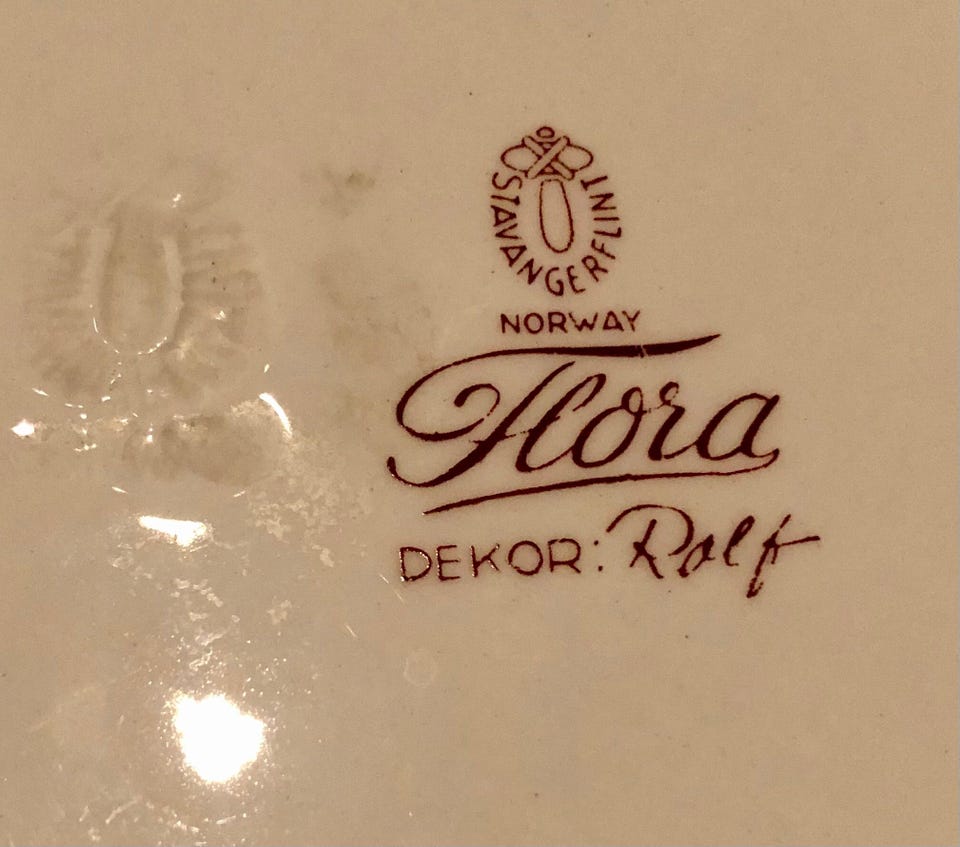 STAVANGERFLINT
NORWAY
Flora
DEKOR: Rolf